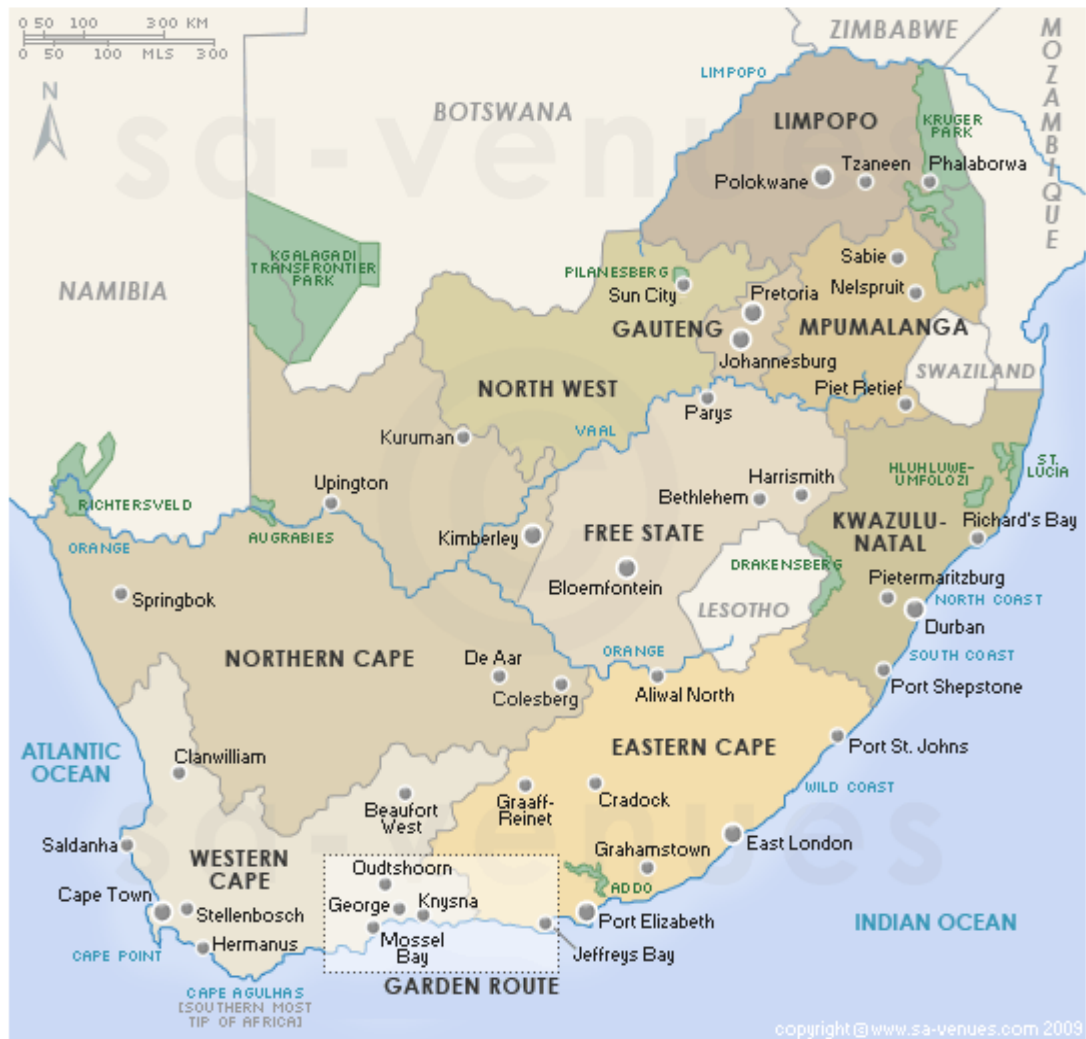 0 50 100 300 KM
0 50 100 MLS 300
N
ZIMBABWE
MOZAMBIQUE
BOTSWANA
LIMPOPO
LIMPOPO
KRUGER
PARK
Tzaneen
Phalaborwa
Polokwane
sa-venues
KGALAGADI
TRANSFRONTIER
PARK
NAMIBIA
PILANESBERG
Sun City
Sabie
Nelspruit
Pretoria
GAUTENG
MPUMALANGA
Johannesburg
SWAZILAND
NORTH WEST
Piet Retief
Parys
Kuruman
VAAL
Harrismith
HLUHLUWE-
UMFOLOZI
ST.
LUCIA
Upington
Bethlehem
RICHTERSVELD
AUGRABIES
Kimberley
FREE STATE
KWAZULU-
NATAL
Richard's Bay
ORANGE
DRAKENSBERG
Bloemfontein
Pietermaritzburg
Springbok
LESOTHO
NORTH COAST
Durban
NORTHERN CAPE
De Aar
ORANGE
SOUTH COAST
Colesberg
Aliwal North
Port Shepstone
ATLANTIC
OCEAN
Clanwilliam
EASTERN CAPE
Port St. Johns
WILD COAST
Beaufort
West
Graaff-
Reinet
Cradock
sa-venues
Saldanha
East London
WESTERN
CAPE
Oudtshoorn
Grahamstown
ADDO
Cape Town
Stellenbosch
George
Knysna
Port Elizabeth
INDIAN OCEAN
CAPE POINT
Hermanus
Mossel
Bay
Jeffreys Bay
GARDEN ROUTE
CAPE AGULHAS
[SOUTHERN MOST
TIP OF AFRICA]
copyright@www.sa-venues.com 2009